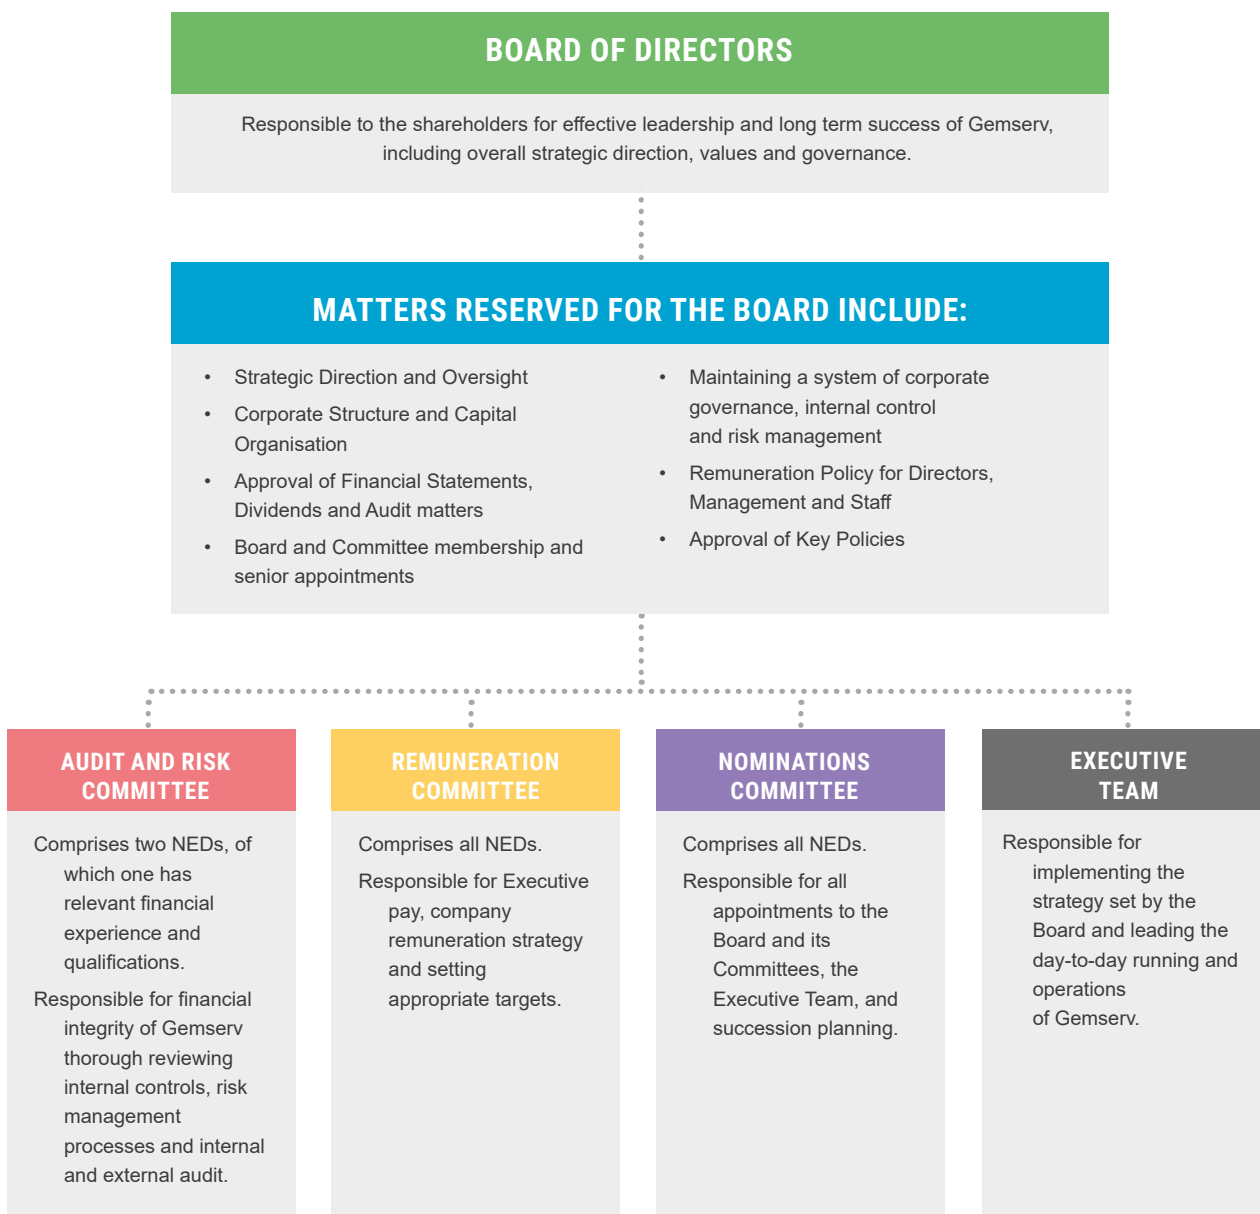 BOARD OF DIRECTORS
Responsible to the shareholders for effective leadership and long term success of Gemserv,
including overall strategic direction, values and governance.
MATTERS RESERVED FOR THE BOARD INCLUDE:
• Strategic Direction and Oversight
• Corporate Structure and Capital
Organisation
• Approval of Financial Statements,
Dividends and Audit matters
• Board and Committee membership and
senior appointments
• Maintaining a system of corporate
governance, internal control
and risk management
• Remuneration Policy for Directors,
Management and Staff
• Approval of Key Policies
AUDIT AND RISK
COMMITTEE
Comprises two NEDs, of
which one has
relevant financial
experience and
qualifications.
Responsible for financial
integrity of Gemserv
thorough reviewing
internal controls, risk
management
processes and internal
and external audit.
REMUNERATION
COMMITTEE
Comprises all NEDs.
Responsible for Executive
pay, company
remuneration strategy
and setting
appropriate targets.
NOMINATIONS
COMMITTEE
Comprises all NEDs.
Responsible for all
appointments to the
Board and its
Committees, the
Executive Team, and
succession planning.
EXECUTIVE
TEAM
Responsible for
implementing the
strategy set by the
Board and leading the
day-to-day running and
operations
of Gemserv.